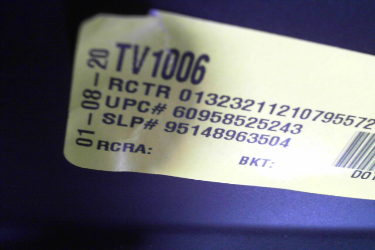 01-08-20
TV1006
RCTR 01323211210795572
UPC# 60958525243
SLP# 95148963504
RCRA:
BKT: